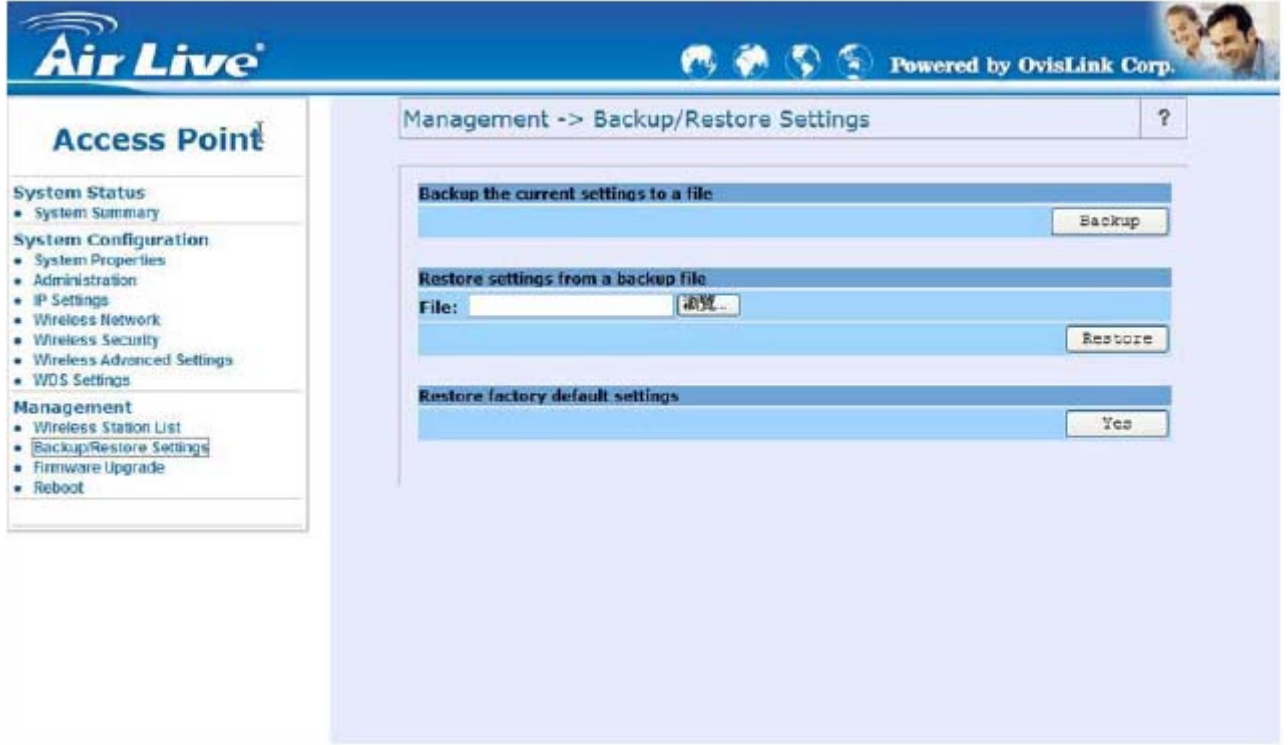 Air Live®
Powered by OvisLink Corp.
Access Point
System Status
System Summary
System Configuration
System Properties
Administration
IP Settings
Wireless Network
Wireless Security
Wireless Advanced Settings
WDS Settings
Management
Wireless Station List
Backup/Restore Settings
Firmware Upgrade
Reboot
Management -> Backup/Restore Settings
?
Backup the current settings to a file
Backup
Restore settings from a backup file
File:
瀏覽...
Restore
Restore factory default settings
Yes